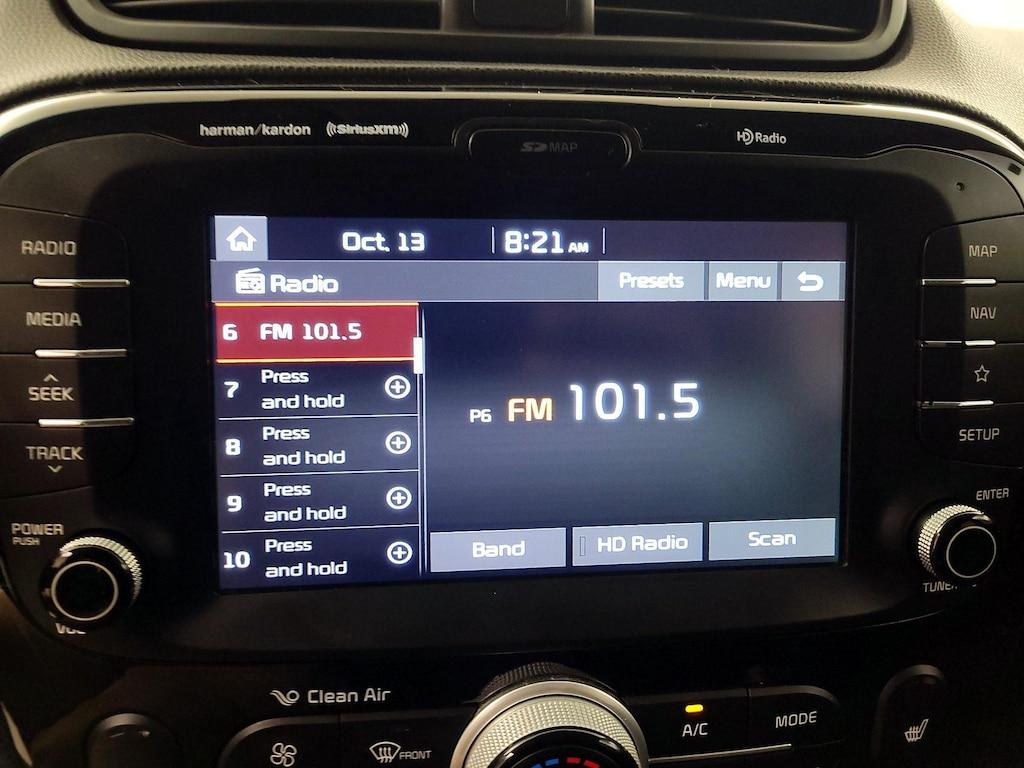 harman/kardon
((SiriusXM))
SD MAP
HD Radio
RADIO
MEDIA
SEEK
TRACK
POWER
PUSH
VOL
Oct. 13
8:21 AM
Radio
Presets
Menu
6 FM 101.5
7 Press
and hold
8 Press
and hold
9 Press
and hold
10 Press
and hold
P6 FM 101.5
Band
HD Radio
Scan
MAP
NAV
SETUP
ENTER
TUNE
Clean Air
FRONT
A/C
MODE